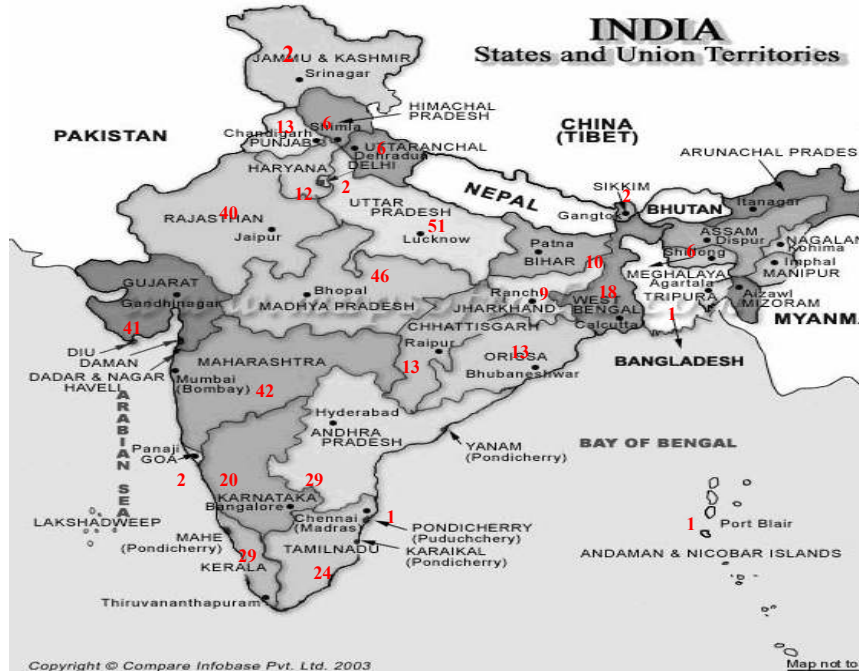 INDIA
States and Union Territories
2
JAMMU & KASHMIR
Srinagar
HIMACHAL
PRADESH
PAKISTAN
CHINA
(TIBET)
13
6
Shimla
Chandigarh
PUNJAB
6
UTTARANCHAL
Dehradun
ARUNACHAL PRADES
HARYANA
DELHI
12
2
NEPAL
SIKKIM
2
Gangtok
BHUTAN
Itanagar
40
RAJASTHAN
Jaipur
UTTAR
PRADESH
51
Lucknow
ASSAM
Dispur
NAGALAN
Kohima
Patna
BIHAR
10
6
Shillong
Imphal
MEGHALAYA
MANIPUR
46
Bhopal
MADHYA PRADESH
GUJARAT
Gandhinagar
41
Ranchi
9
JHARKHAND
18
WEST
BENGAL
Calcutta
Agartala
TRIPURA
1
Aizawl
MIZORAM
MYANMA
CHHATTISGARH
Raipur
13
ORISSA
13
Bhubaneshwar
BANGLADESH
DIU
DAMAN
DADAR & NAGAR
HAVELI
MAHARASHTRA
Mumbai
(Bombay)
42
ARABIAN SEA
Hyderabad
ANDHRA
PRADESH
29
YANAM
(Pondicherry)
BAY OF BENGAL
Panaji
GOA
2
20
KARNATAKA
Bangalore
LAKSHADWEEP
MAHE
(Pondicherry)
Chennai
(Madras)
1
PONDICHERRY
(Puduchchery)
KARAIKAL
(Pondicherry)
1
Port Blair
ANDAMAN & NICOBAR ISLANDS
29
KERALA
TAMILNADU
24
Thiruvananthapuram
Copyright © Compare Infobase Pvt. Ltd. 2003
Map not to